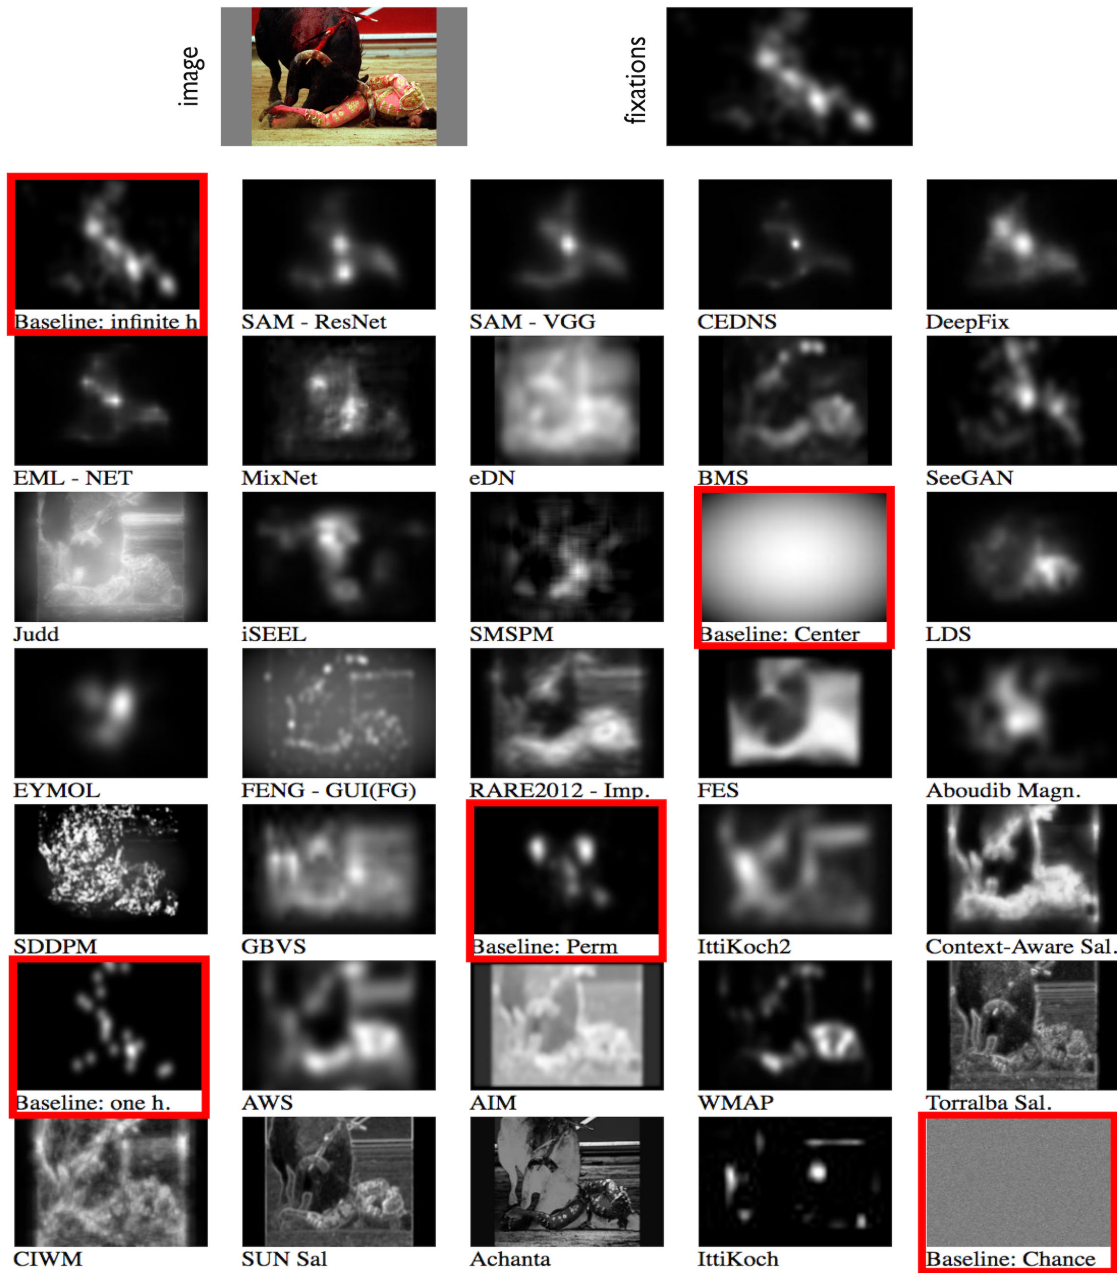 image
fixations
Baseline: infinite h
SAM - ResNet
SAM - VGG
CEDNS
DeepFix
EML - NET
MixNet
eDN
BMS
SeeGAN
Judd
iSEEL
SMSPM
Baseline: Center
LDS
EYMOL
FENG - GUI(FG)
RARE2012 - Imp.
FES
Aboudib Magn.
SDDPM
GBVS
Baseline: Perm
IttiKoch2
Context-Aware Sal.
Baseline: one h.
AWS
AIM
WMAP
Torralba Sal.
CIWM
SUN Sal
Achanta
IttiKoch
Baseline: Chance